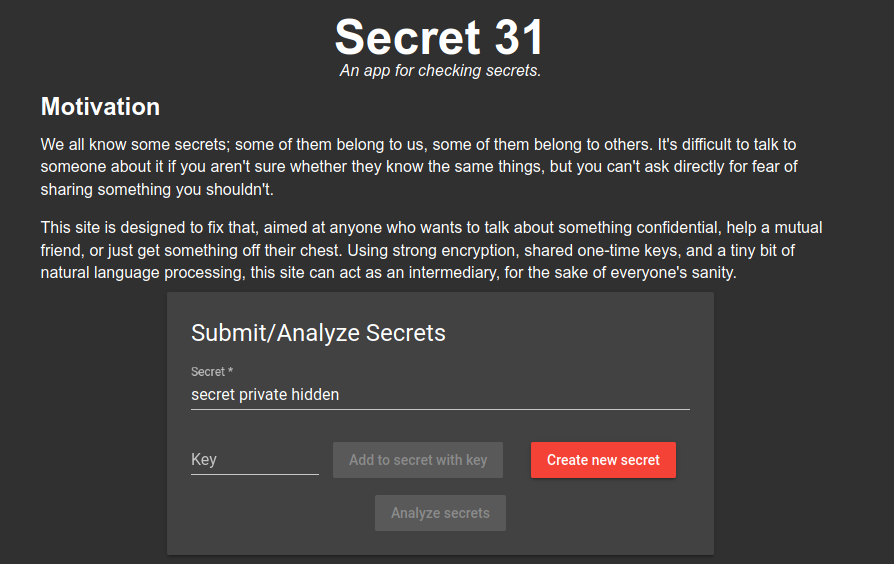 Secret 31
An app for checking secrets.
Motivation
We all know some secrets; some of them belong to us, some of them belong to others. It's difficult to talk to
someone about it if you aren't sure whether they know the same things, but you can't ask directly for fear of
sharing something you shouldn't.
This site is designed to fix that, aimed at anyone who wants to talk about something confidential, help a mutual
friend, or just get something off their chest. Using strong encryption, shared one-time keys, and a tiny bit of
natural language processing, this site can act as an intermediary, for the sake of everyone's sanity.
Submit/Analyze Secrets
Secret *
secret private hidden
Key
Add to secret with key
Create new secret
Analyze secrets